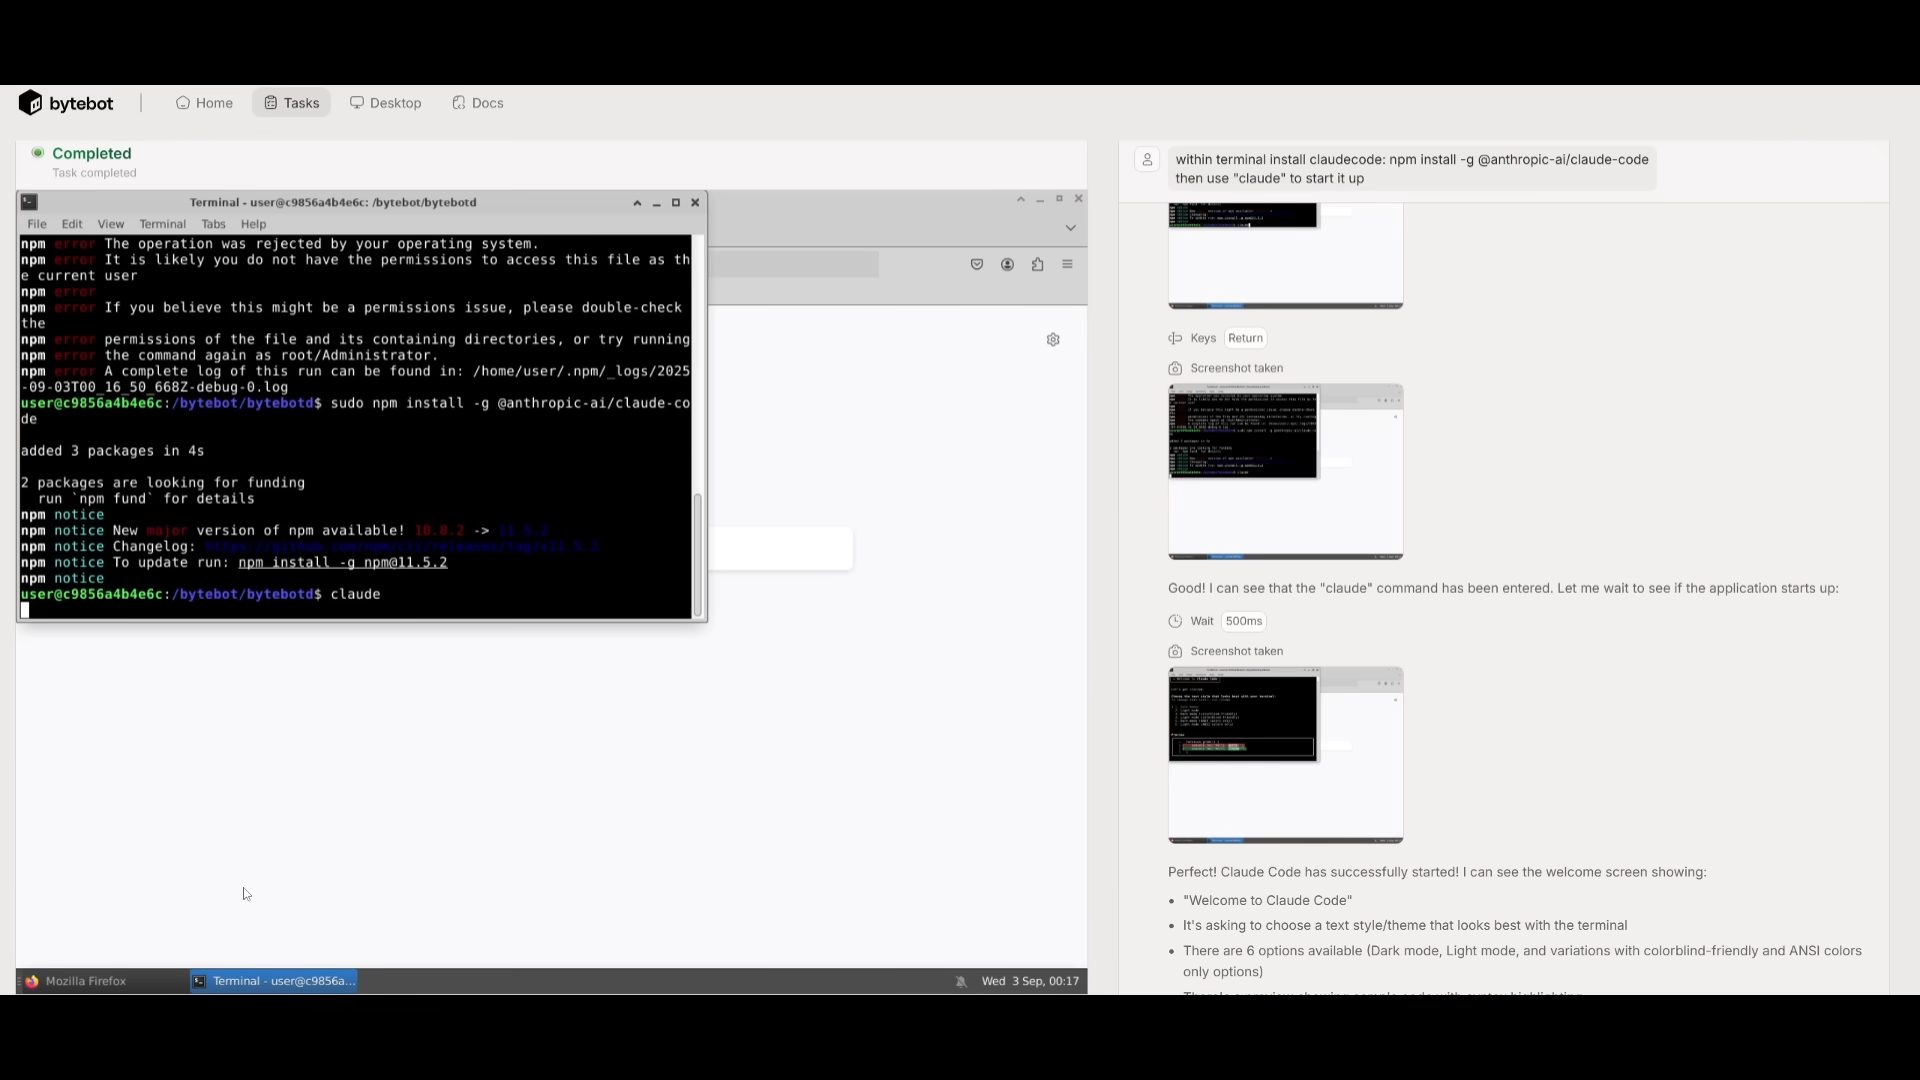 bytebot
Home
Tasks
Desktop
Docs
Completed
Task completed
Terminal - user@c9856a4b4e6c: /bytebot/bytebotd
File Edit View Terminal Tabs Help
npm error The operation was rejected by your operating system.
npm error It is likely you do not have the permissions to access this file as th
e current user
npm error
npm error If you believe this might be a permissions issue, please double-check
the
npm error permissions of the file and its containing directories, or try running
npm error the command again as root/Administrator.
npm error A complete log of this run can be found in: /home/user/.npm/_logs/2025
-09-03T00_16_50_668Z-debug-0.log
user@c9856a4b4e6c:/bytebot/bytebotd$ sudo npm install -g @anthropic-ai/claude-co
de
added 3 packages in 4s
2 packages are looking for funding
run `npm fund` for details
npm notice
npm notice New major version of npm available! 10.8.2 -> 11.5.2
npm notice Changelog: https://github.com/npm/cli/releases/tag/v11.5.2
npm notice To update run: npm install -g npm@11.5.2
npm notice
user@c9856a4b4e6c:/bytebot/bytebotd$ claude
Mozilla Firefox
Terminal - user@c9856a...
Wed 3 Sep, 00:17
within terminal install claudecode: npm install -g @anthropic-ai/claude-code
then use "claude" to start it up
Keys Return
Screenshot taken
Good! I can see that the "claude" command has been entered. Let me wait to see if the application starts up:
Wait 500ms
Screenshot taken
Perfect! Claude Code has successfully started! I can see the welcome screen showing:
• "Welcome to Claude Code"
• It's asking to choose a text style/theme that looks best with the terminal
• There are 6 options available (Dark mode, Light mode, and variations with colorblind-friendly and ANSI colors
only options)